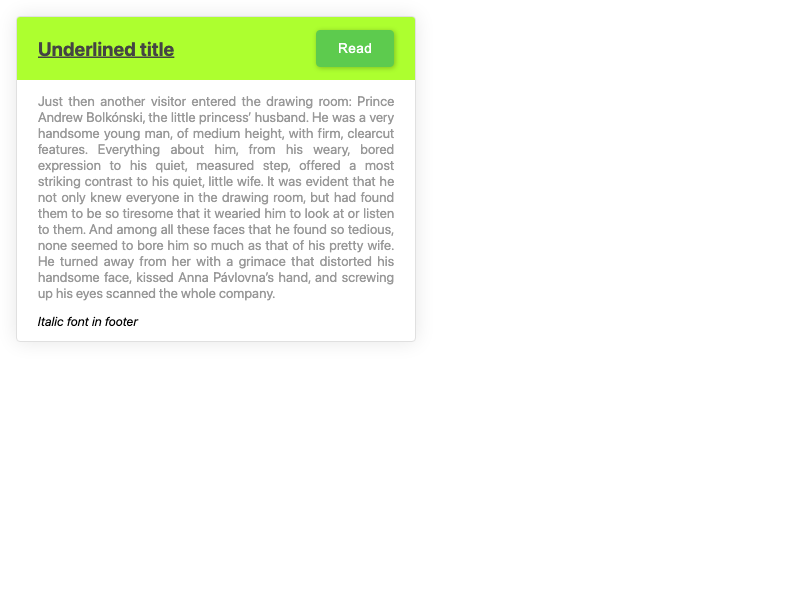 Underlined title
Read
Just then another visitor entered the drawing room: Prince
Andrew Bolkónski, the little princess’ husband. He was a very
handsome young man, of medium height, with firm, clearcut
features. Everything about him, from his weary, bored
expression to his quiet, measured step, offered a most
striking contrast to his quiet, little wife. It was evident that he
not only knew everyone in the drawing room, but had found
them to be so tiresome that it wearied him to look at or listen
to them. And among all these faces that he found so tedious,
none seemed to bore him so much as that of his pretty wife.
He turned away from her with a grimace that distorted his
handsome face, kissed Anna Pávlovna’s hand, and screwing
up his eyes scanned the whole company.
Italic font in footer